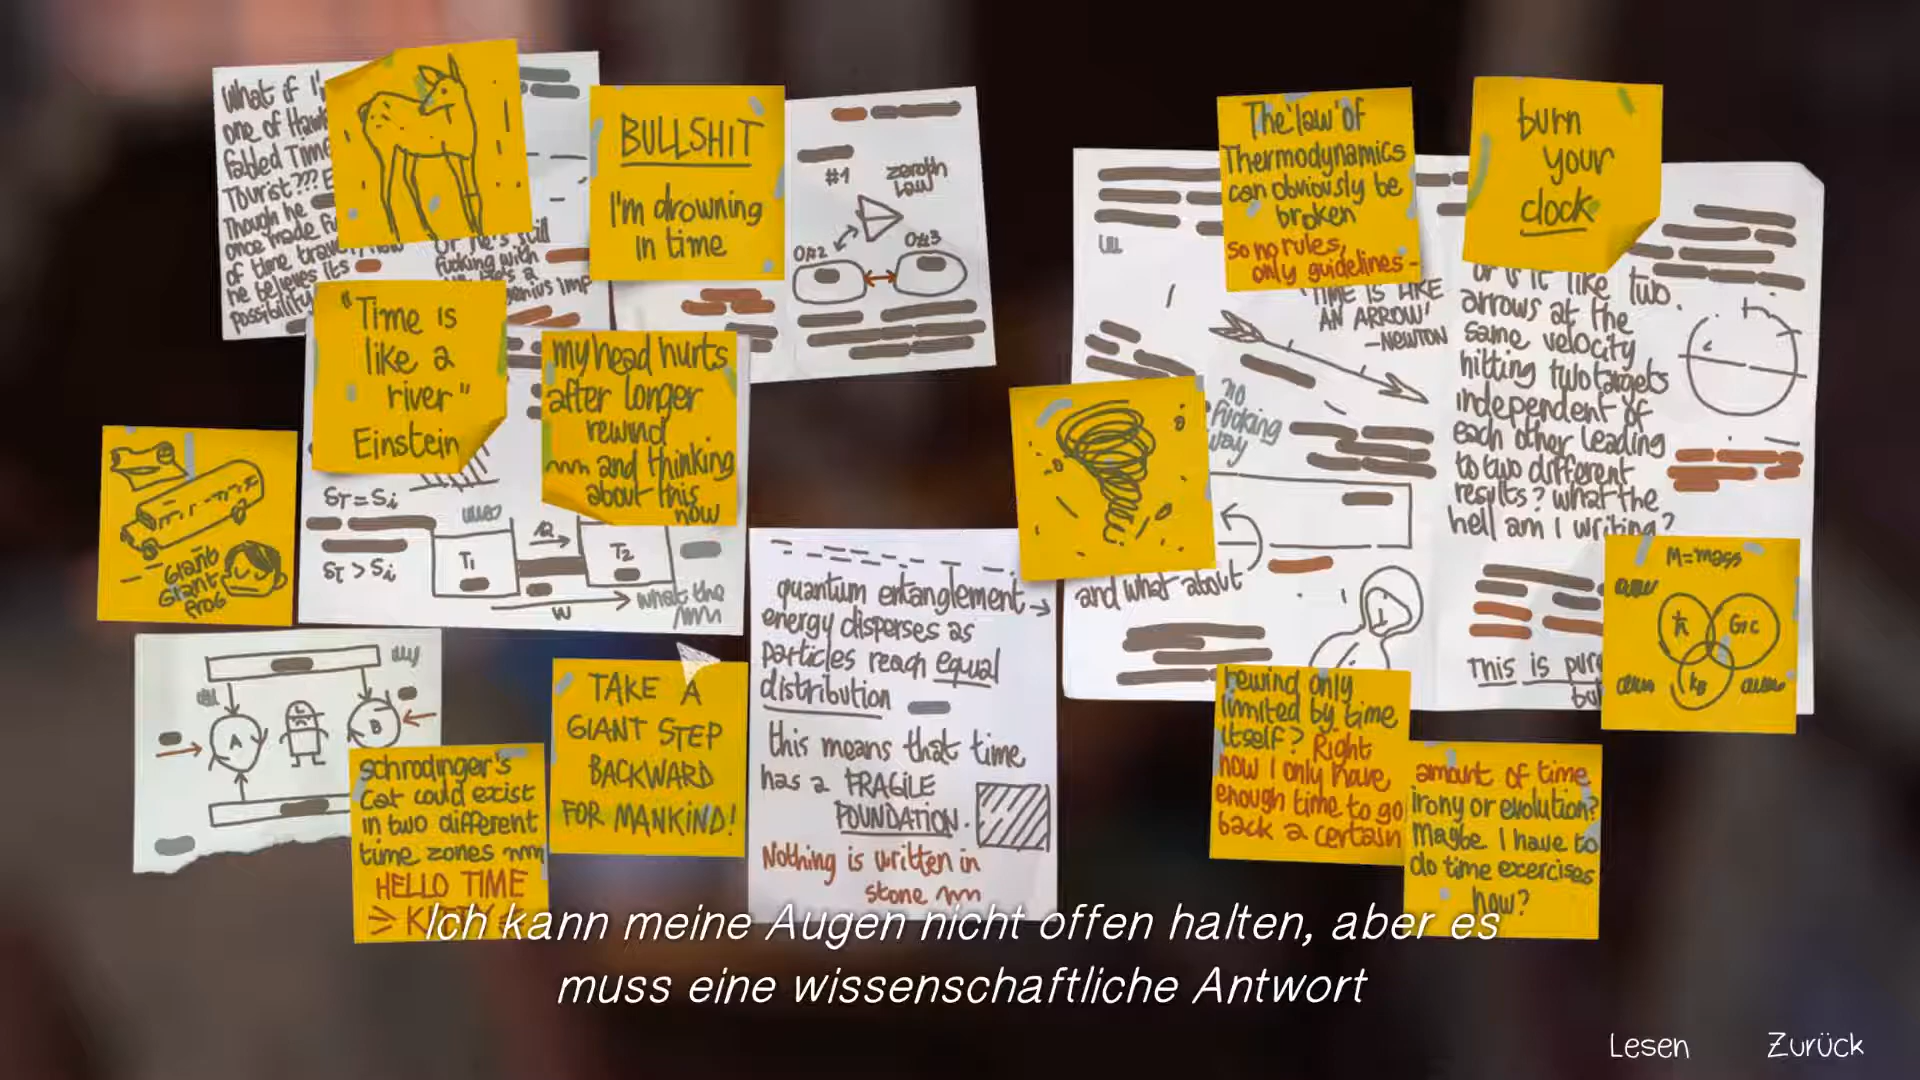 What if I'
one of Haw
fabled Time
Tourist??? E
Though he
once made fu
of time trave
he believes its
possibility
or he's still
fucking with
he's a
genius imp
BULLSHIT
I'm drowning
in time
#1
zeroth
law
O#2
O#3
"Time is
like a
river"
Einstein
my head hurts
after longer
rewind
and thinking
about this
now
Giant
Giant
Frog
ST = Si
ST > Si
T1
ΔQ
T2
W
what the
A
B
schrodinger's
cat could exist
in two different
time zones
HELLO TIME
TAKE A
GIANT STEP
BACKWARD
FOR MANKIND!
quantum entanglement
energy disperses as
particles reach equal
distribution
this means that time
has a FRAGILE
FOUNDATION.
Nothing is written in
stone
The 'law' of
Thermodynamics
can obviously be
broken
so no rules,
only guidelines-
burn
your
clock
'TIME IS LIKE
AN ARROW'
-NEWTON
no
fucking
way
and what about
or is it like two
arrows at the
same velocity
hitting two targets
independent of
each other leading
to two different
results? what the
hell am I writing?
This is pur
bul
M=mass
ħ
G,c
kB
rewind only
limited by time
itself? Right
now I only have
enough time to go
back a certain
amount of time
irony or evolution?
Maybe I have to
do time exercises
now?
Ich kann meine Augen nicht offen halten, aber es
muss eine wissenschaftliche Antwort
Lesen
Zurück